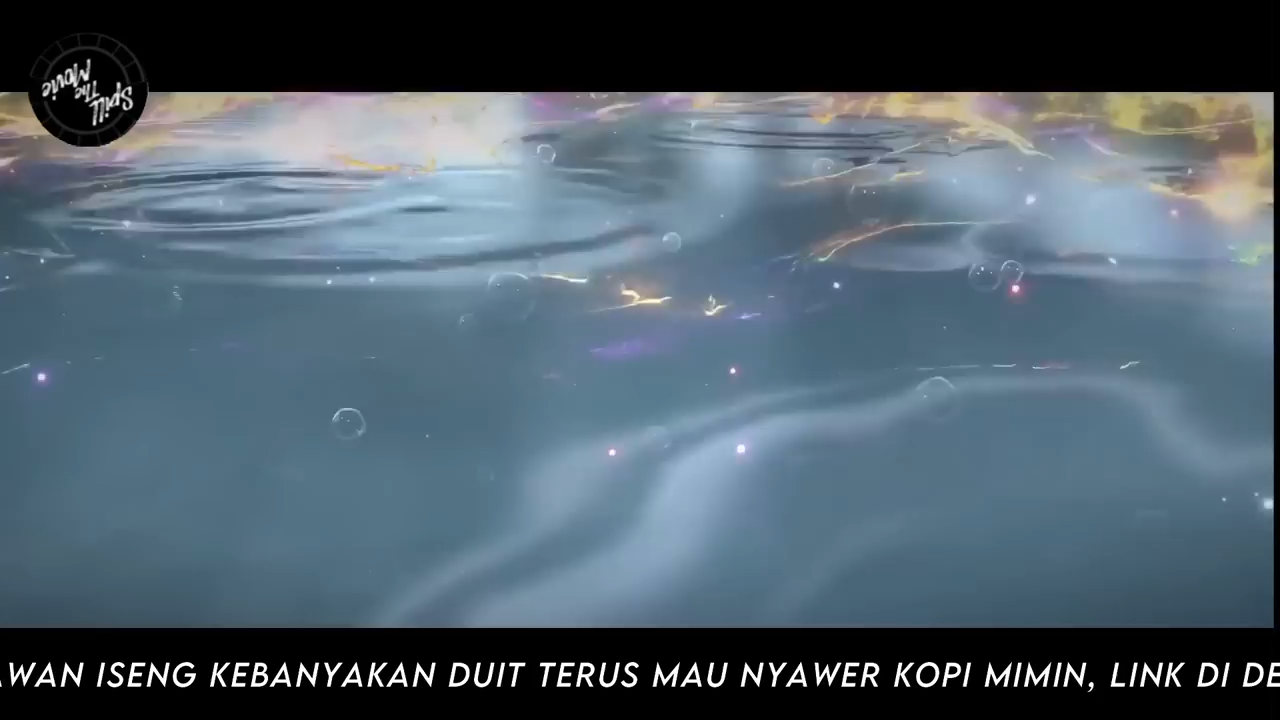 Spill
The
Movie
AWAN ISENG KEBANYAKAN DUIT TERUS MAU NYAWER KOPI MIMIN, LINK DI DE